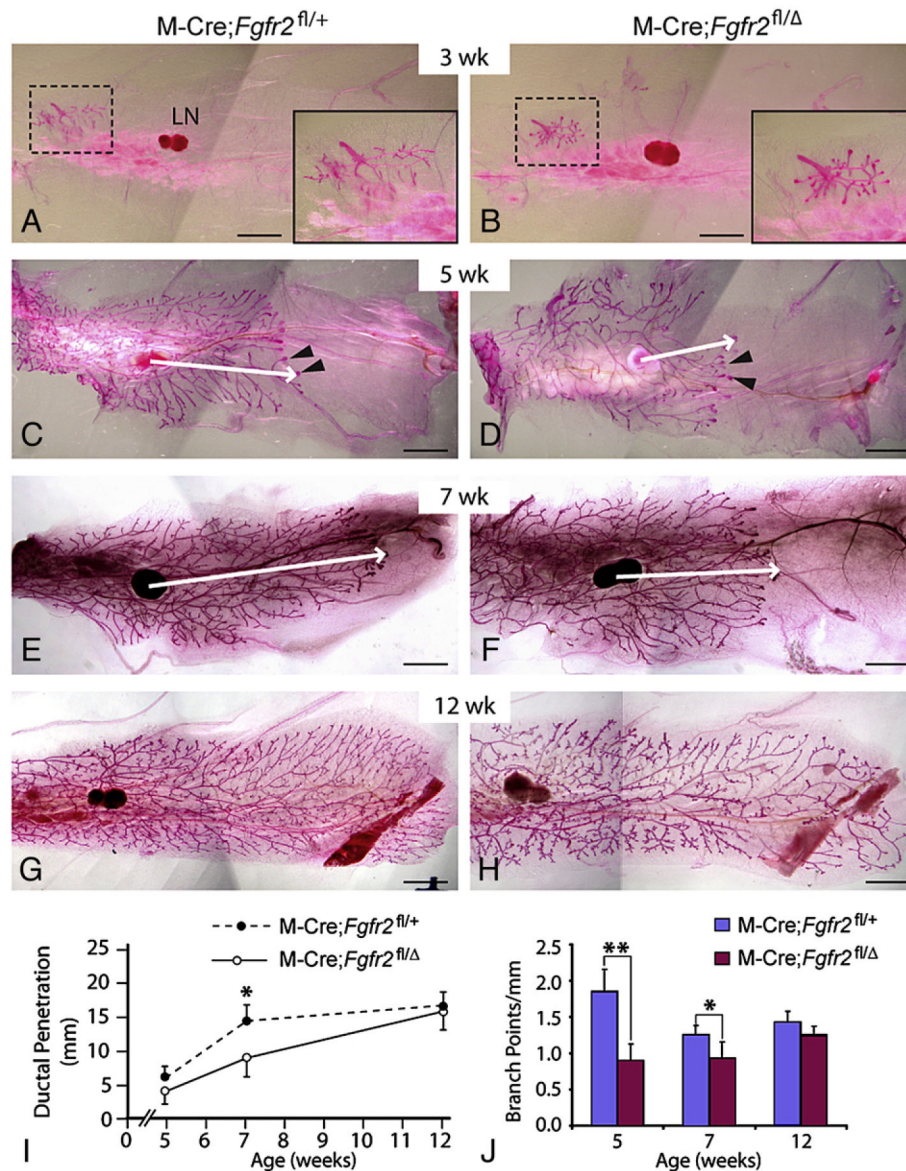 M-Cre;Fgfr2fl/+ M-Cre;Fgfr2fl/Δ
3 wk
LN
A B
5 wk
C D
7 wk
E F
12 wk
G H
M-Cre;Fgfr2fl/+
M-Cre;Fgfr2fl/Δ
Ductal Penetration
(mm)
25
20
15
10
5
0
*
0 5 6 7 8 9 10 11 12
Age (weeks)
I
M-Cre;Fgfr2fl/+
M-Cre;Fgfr2fl/Δ
Branch Points/mm
2.5
2.0
1.5
1.0
0.5
0.0
**
*
5 7 12
Age (weeks)
J